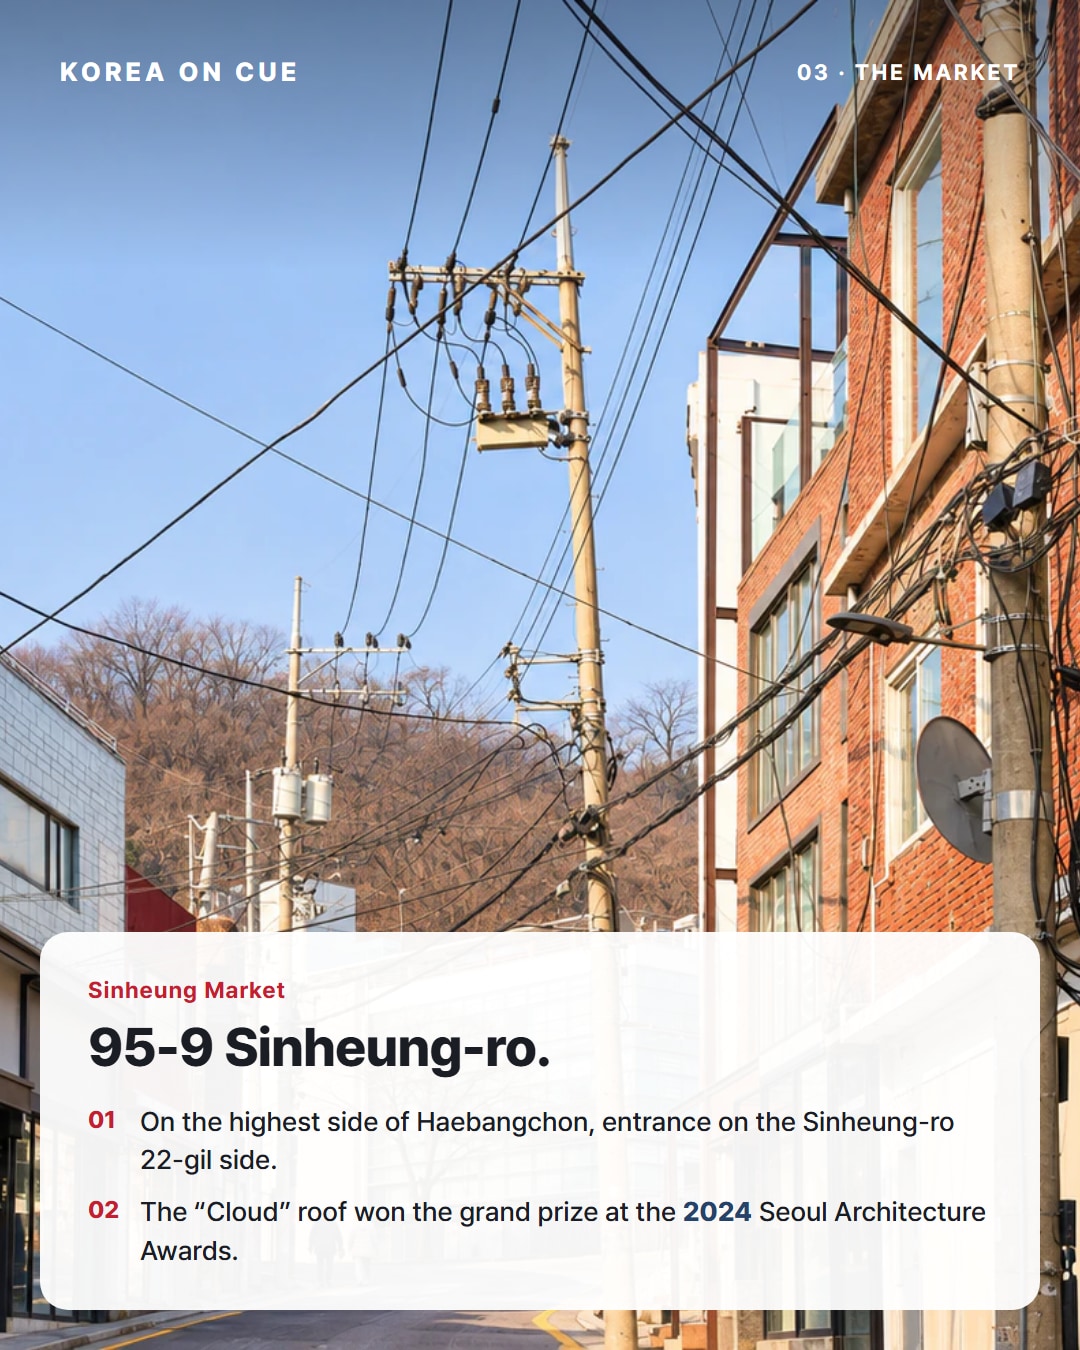 KOREA ON CUE
03 · THE MARKET
Sinheung Market
95-9 Sinheung-ro.
01 On the highest side of Haebangchon, entrance on the Sinheung-ro
22-gil side.
02 The “Cloud” roof won the grand prize at the 2024 Seoul Architecture
Awards.